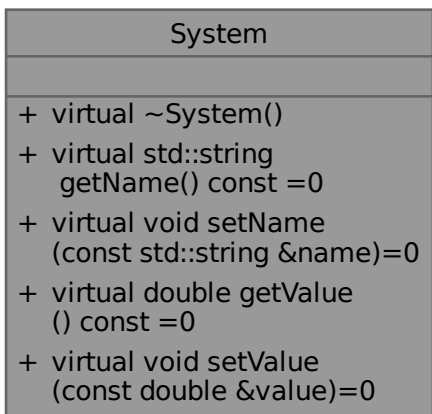 System
+ virtual ~System()
+ virtual std::string
getName() const =0
+ virtual void setName
(const std::string &name)=0
+ virtual double getValue
() const =0
+ virtual void setValue
(const double &value)=0